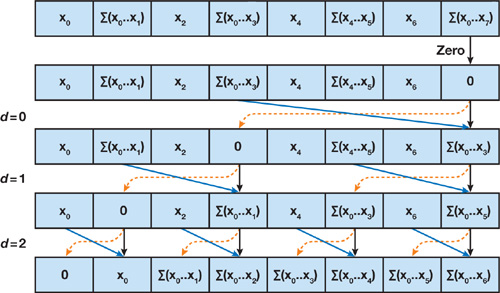 x₀ Σ(x₀..x₁) x₂ Σ(x₀..x₃) x₄ Σ(x₄..x₅) x₆ Σ(x₀..x₇)
Zero
x₀ Σ(x₀..x₁) x₂ Σ(x₀..x₃) x₄ Σ(x₄..x₅) x₆ 0
d=0
x₀ Σ(x₀..x₁) x₂ 0 x₄ Σ(x₄..x₅) x₆ Σ(x₀..x₃)
d=1
x₀ 0 x₂ Σ(x₀..x₁) x₄ Σ(x₀..x₃) x₆ Σ(x₀..x₅)
d=2
0 x₀ Σ(x₀..x₁) Σ(x₀..x₂) Σ(x₀..x₃) Σ(x₀..x₄) Σ(x₀..x₅) Σ(x₀..x₆)